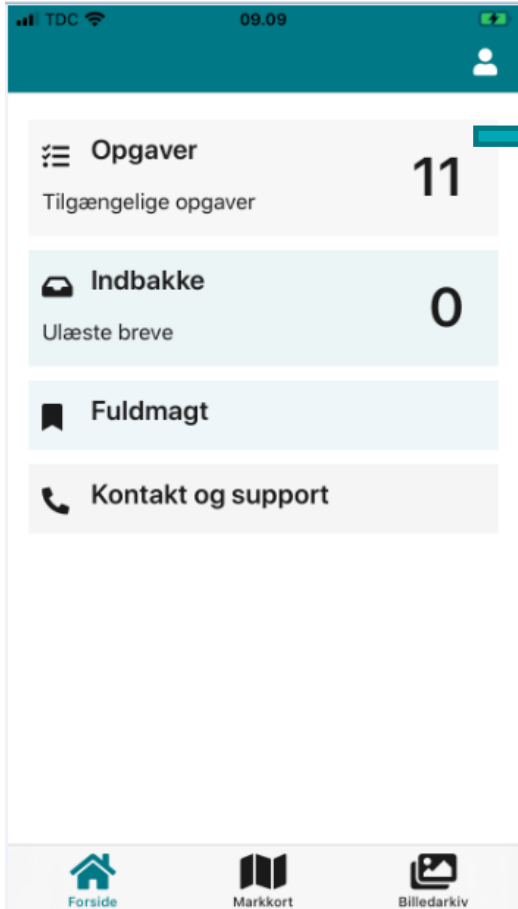 TDC 09.09
Opgaver
11
Tilgængelige opgaver
Indbakke
0
Ulæste breve
Fuldmagt
Kontakt og support
Forside Markkort Billedarkiv